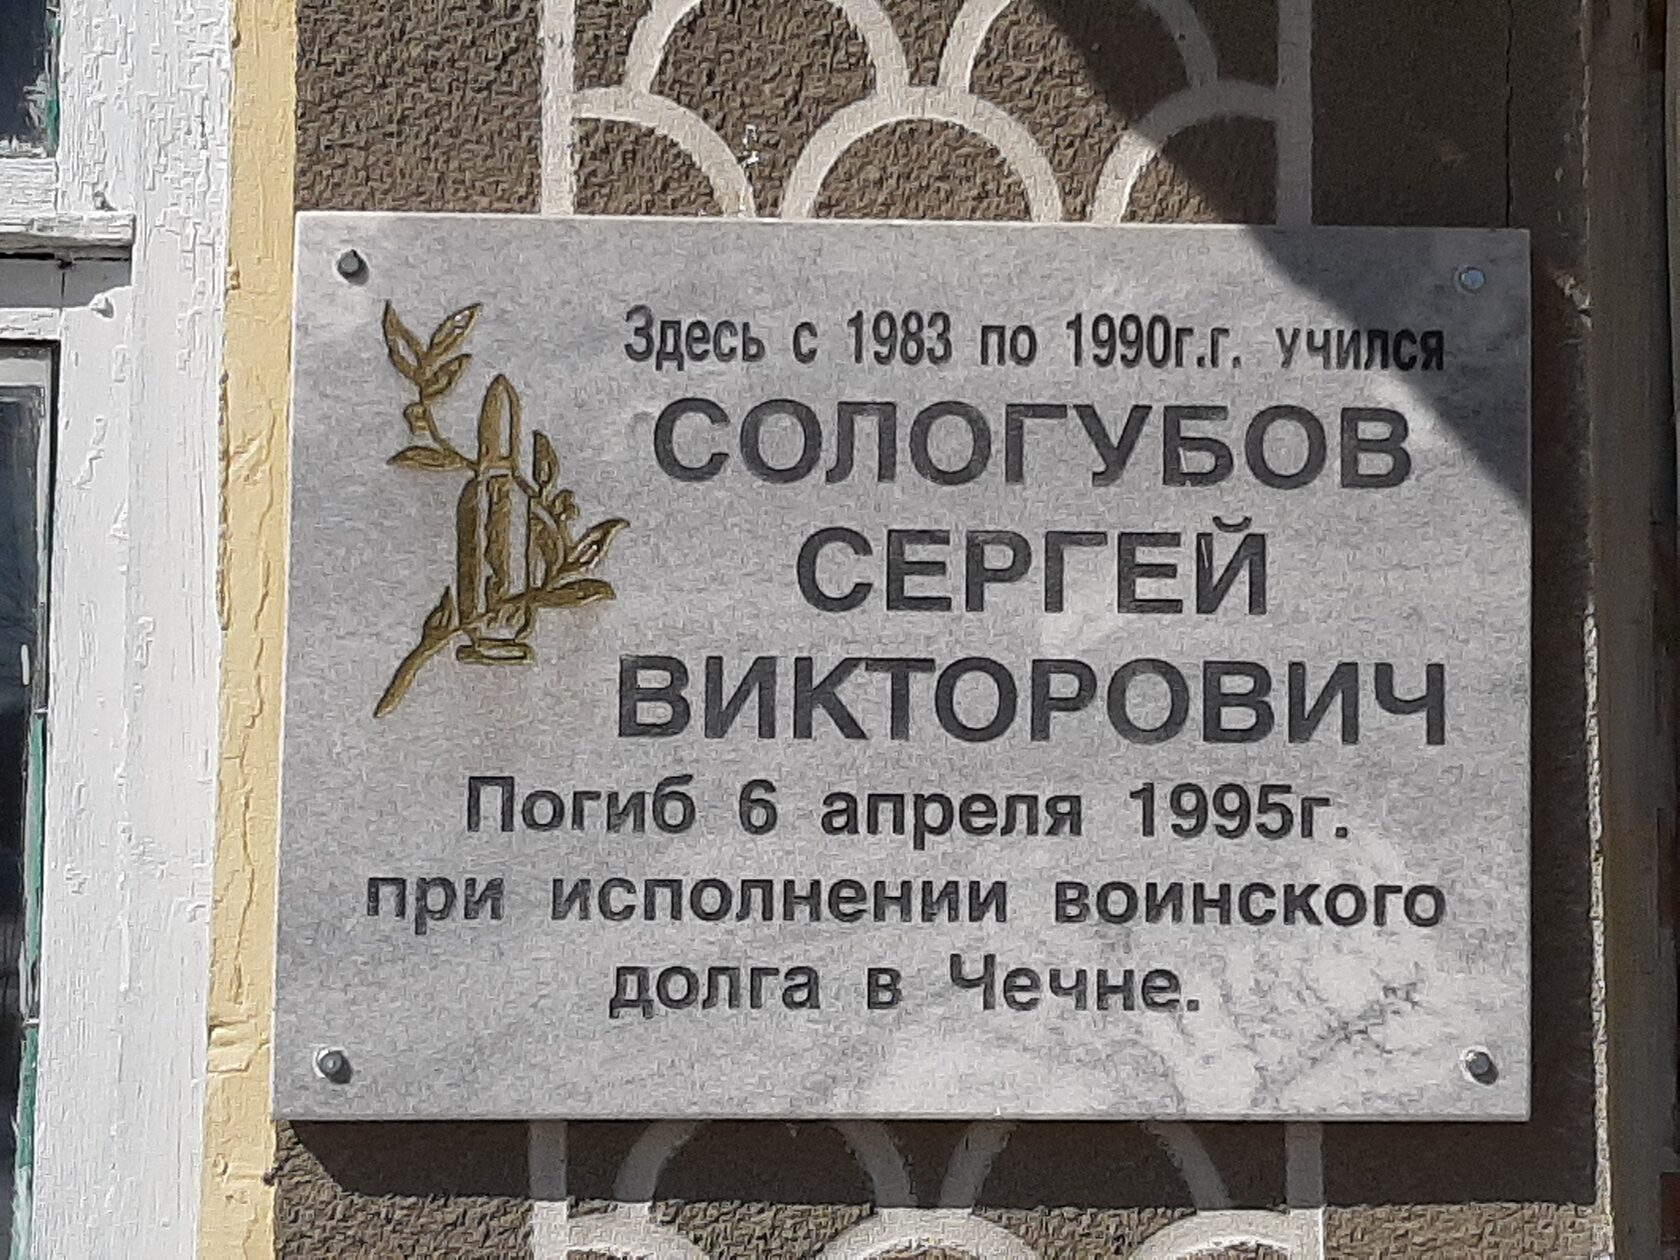 Здесь с 1983 по 1990г.г. учился
СОЛОГУБОВ
СЕРГЕЙ
ВИКТОРОВИЧ
Погиб 6 апреля 1995г.
при исполнении воинского
долга в Чечне.